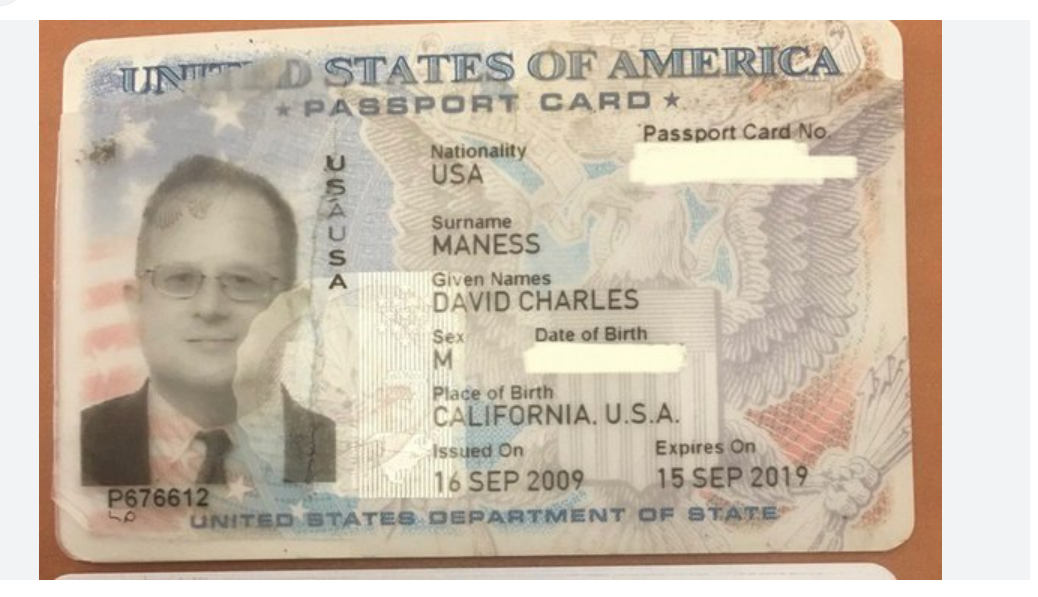 UNITED STATES OF AMERICA
★ PASSPORT CARD ★
Passport Card No.
Nationality
USA
USAUSA
Surname
MANESS
Given Names
DAVID CHARLES
Sex
Date of Birth
M
Place of Birth
CALIFORNIA. U.S.A.
Issued On
Expires On
16 SEP 2009
15 SEP 2019
P676612
UNITED STATES DEPARTMENT OF STATE